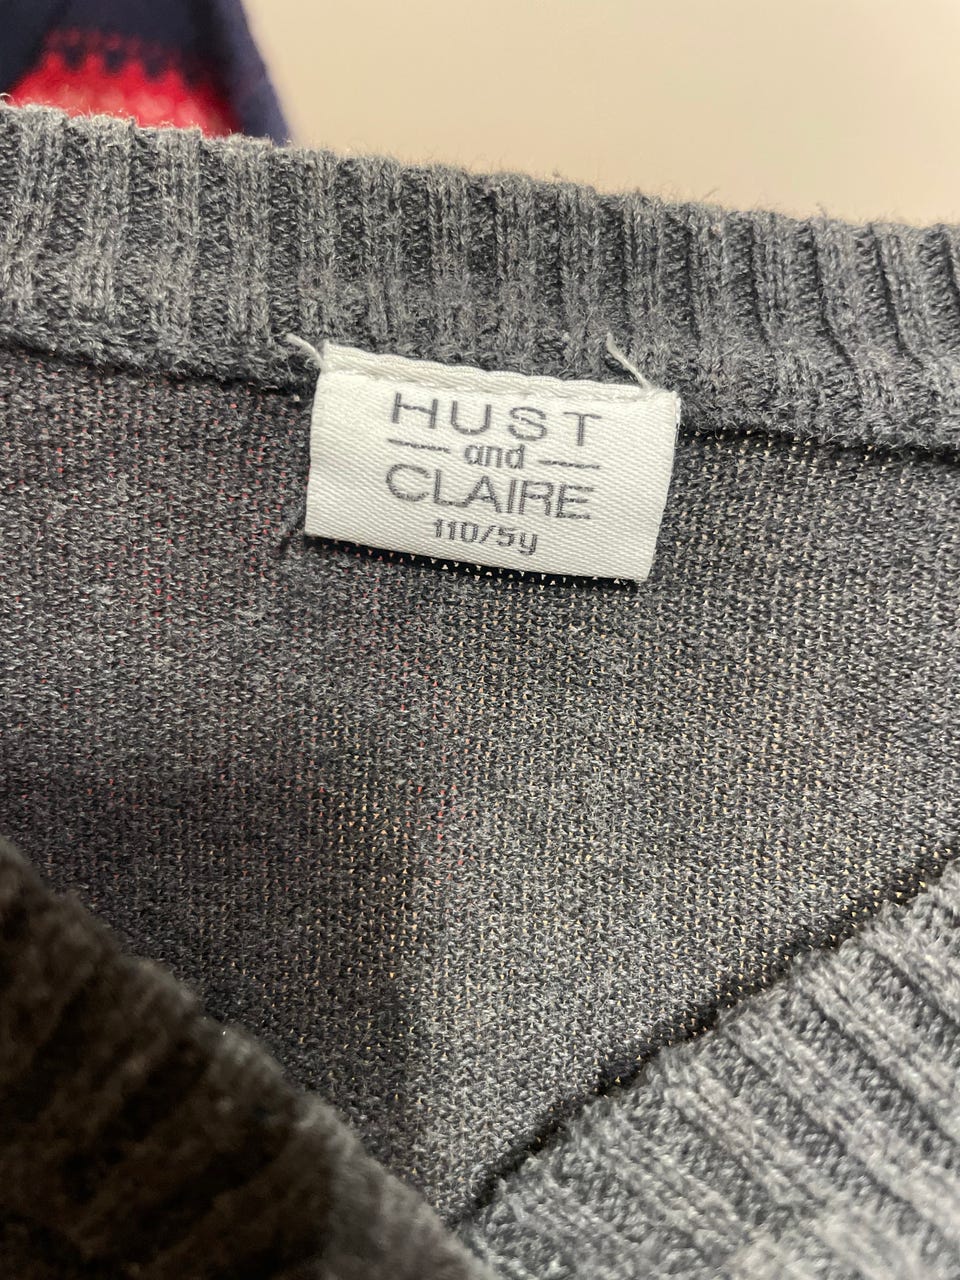 HUST
and
CLAIRE
110/5y